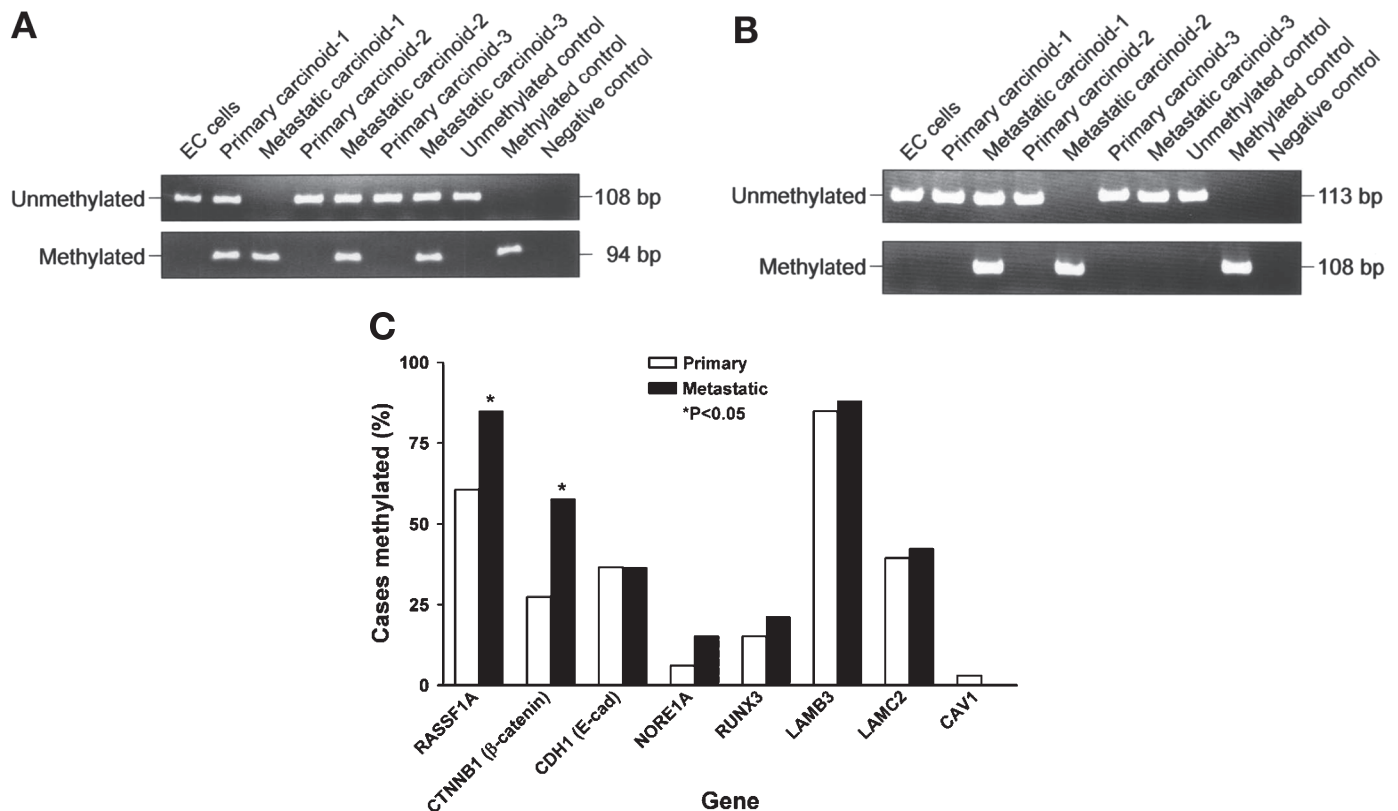 A
EC cells
Primary carcinoid-1
Metastatic carcinoid-1
Primary carcinoid-2
Metastatic carcinoid-2
Primary carcinoid-3
Metastatic carcinoid-3
Unmethylated control
Methylated control
Negative control
Unmethylated
108 bp
Methylated
94 bp
B
EC cells
Primary carcinoid-1
Metastatic carcinoid-1
Primary carcinoid-2
Metastatic carcinoid-2
Primary carcinoid-3
Metastatic carcinoid-3
Unmethylated control
Methylated control
Negative control
Unmethylated
113 bp
Methylated
108 bp
C
Primary
Metastatic
*P<0.05
Cases methylated (%)
100
75
50
25
0
*
*
RASSF1A
CTNNB1 (β-catenin)
CDH1 (E-cad)
NORE1A
RUNX3
LAMB3
LAMC2
CAV1
Gene